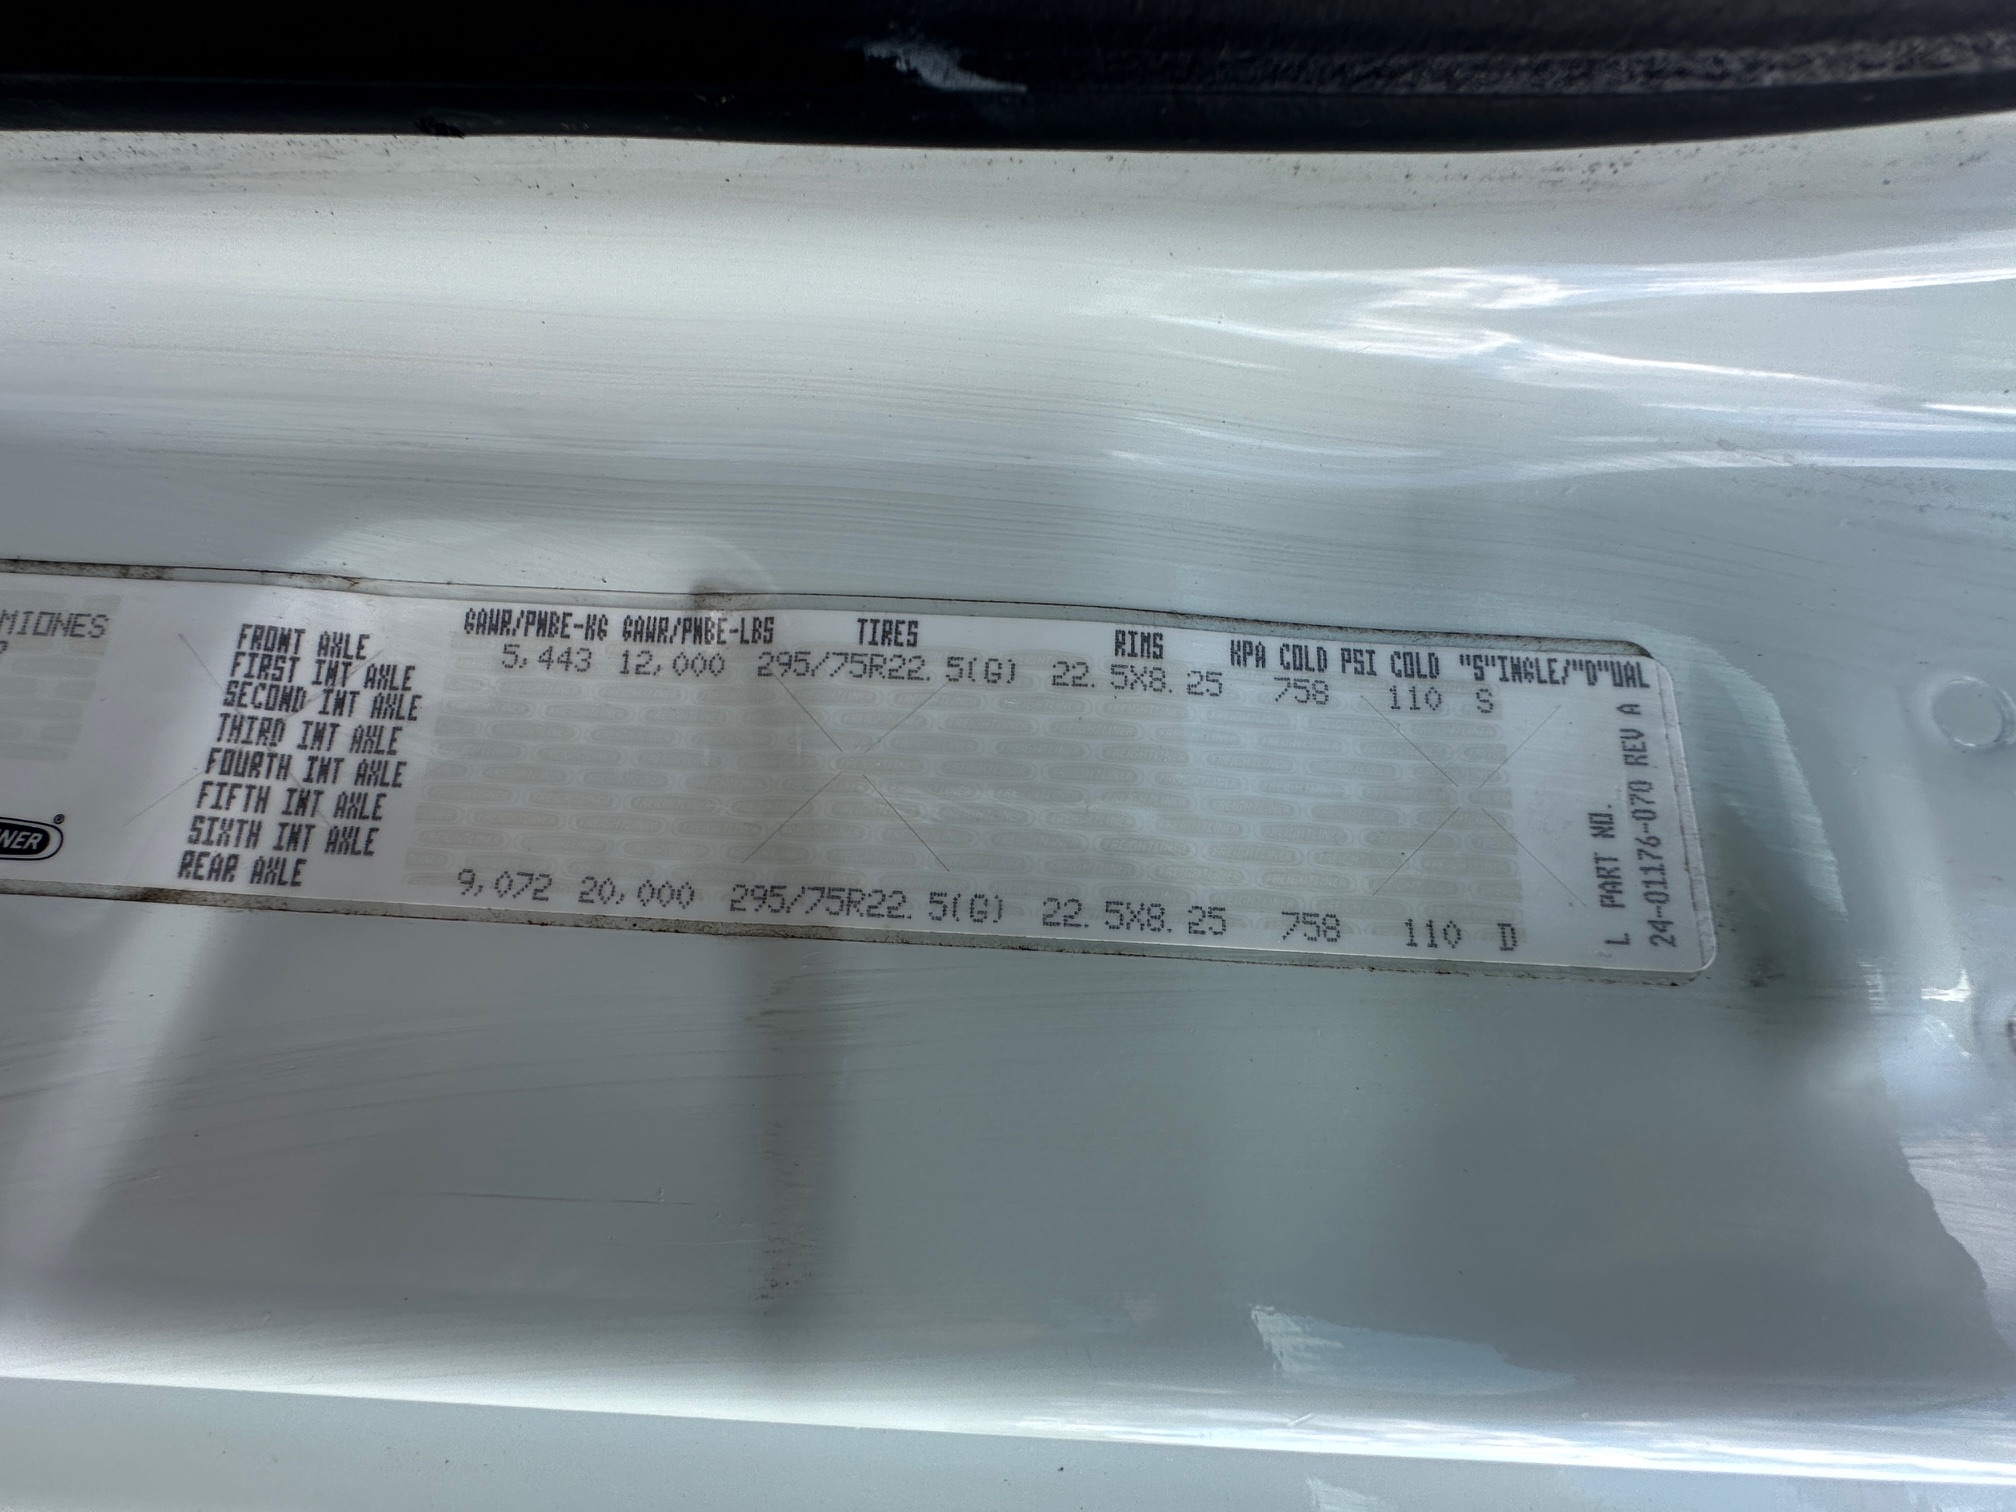 MIONES
NER®
GAWR/PNBE-KG GAWR/PNBE-LBS TIRES RIMS KPA COLD PSI COLD "S"INGLE/"D"UAL
FRONT AXLE 5,443 12,000 295/75R22.5(G) 22.5X8.25 758 110 S
FIRST INT AXLE
SECOND INT AXLE
THIRD INT AXLE
FOURTH INT AXLE
FIFTH INT AXLE
SIXTH INT AXLE
REAR AXLE 9,072 20,000 295/75R22.5(G) 22.5X8.25 758 110 D
L PART NO.
24-01176-070 REV A